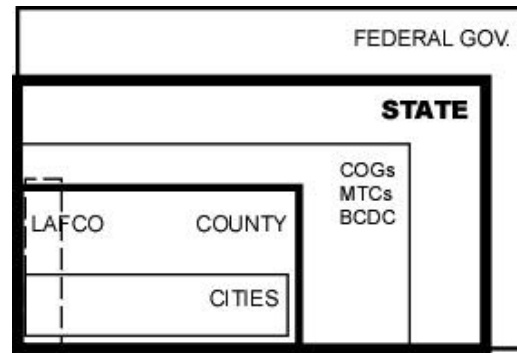 FEDERAL GOV.
STATE
COGs
MTCs
BCDC
LAFCO COUNTY
CITIES